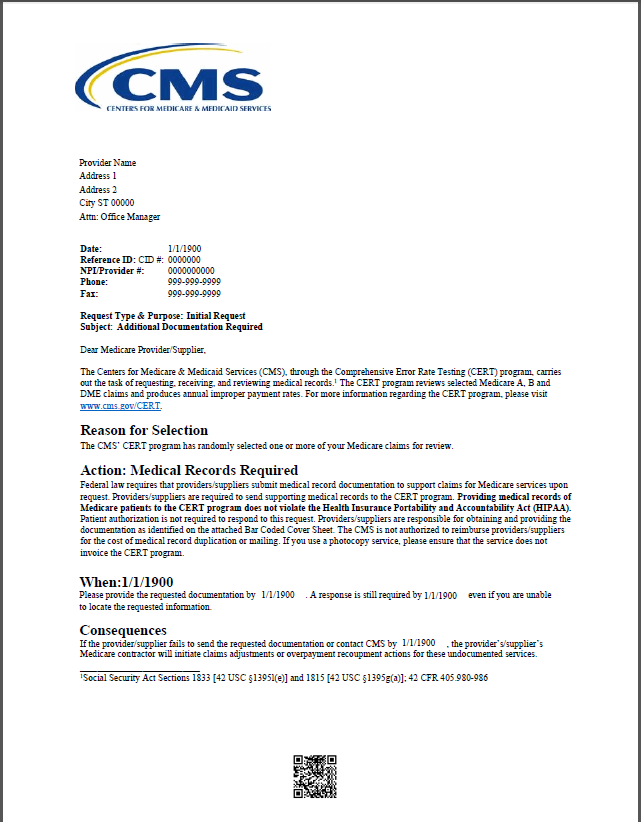 CMS
CENTERS FOR MEDICARE & MEDICAID SERVICES
Provider Name
Address 1
Address 2
City ST 00000
Attn: Office Manager
Date: 1/1/1900
Reference ID: CID #: 0000000
NPI/Provider #: 0000000000
Phone: 999-999-9999
Fax: 999-999-9999
Request Type & Purpose: Initial Request
Subject: Additional Documentation Required
Dear Medicare Provider/Supplier,
The Centers for Medicare & Medicaid Services (CMS), through the Comprehensive Error Rate Testing (CERT) program, carries
out the task of requesting, receiving, and reviewing medical records.¹ The CERT program reviews selected Medicare A, B and
DME claims and produces annual improper payment rates. For more information regarding the CERT program, please visit
www.cms.gov/CERT.
Reason for Selection
The CMS' CERT program has randomly selected one or more of your Medicare claims for review.
Action: Medical Records Required
Federal law requires that providers/suppliers submit medical record documentation to support claims for Medicare services upon
request. Providers/suppliers are required to send supporting medical records to the CERT program. Providing medical records of
Medicare patients to the CERT program does not violate the Health Insurance Portability and Accountability Act (HIPAA).
Patient authorization is not required to respond to this request. Providers/suppliers are responsible for obtaining and providing the
documentation as identified on the attached Bar Coded Cover Sheet. The CMS is not authorized to reimburse providers/suppliers
for the cost of medical record duplication or mailing. If you use a photocopy service, please ensure that the service does not
invoice the CERT program.
When:1/1/1900
Please provide the requested documentation by 1/1/1900 . A response is still required by 1/1/1900 even if you are unable
to locate the requested information.
Consequences
If the provider/supplier fails to send the requested documentation or contact CMS by 1/1/1900 , the provider's/supplier's
Medicare contractor will initiate claims adjustments or overpayment recoupment actions for these undocumented services.
¹Social Security Act Sections 1833 [42 USC §1395l(e)] and 1815 [42 USC §1395g(a)]; 42 CFR 405.980-986